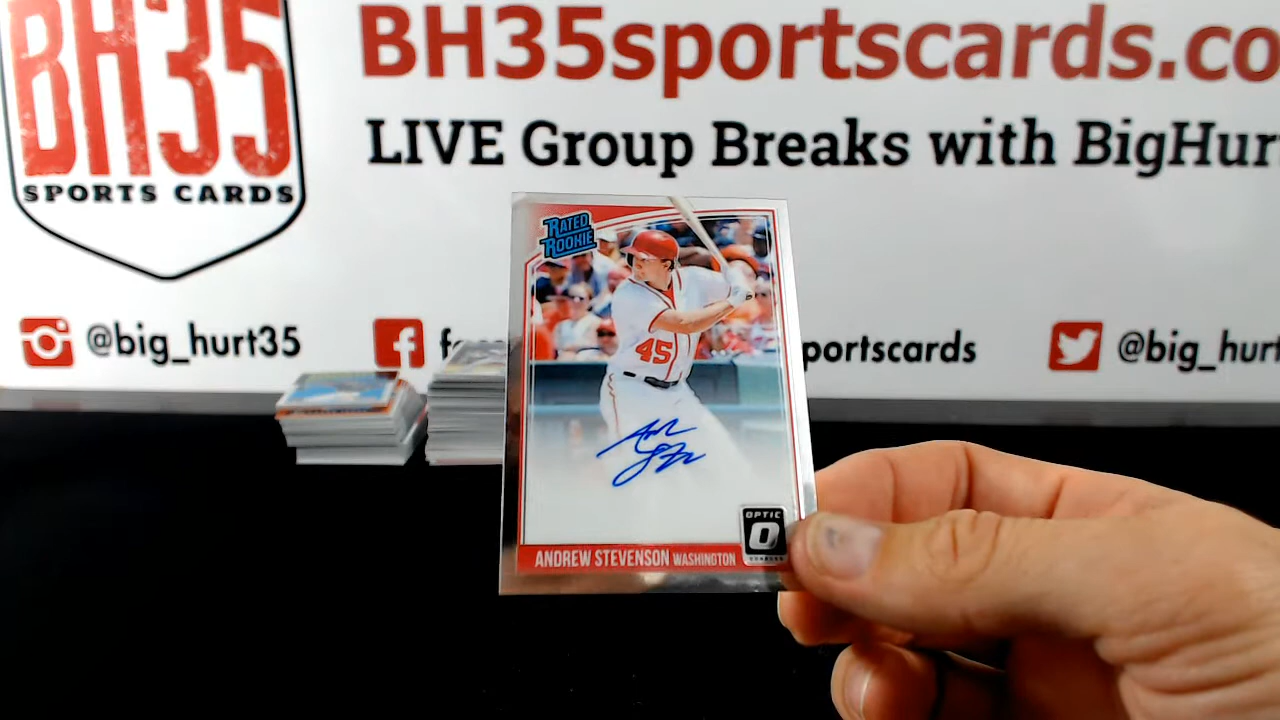 BH35
SPORTS CARDS
BH35sportscards.co
LIVE Group Breaks with BigHur
@big_hurt35
portscards
@big_hurt
RATED
ROOKIE
45
OPTIC
O
ANDREW STEVENSON WASHINGTON